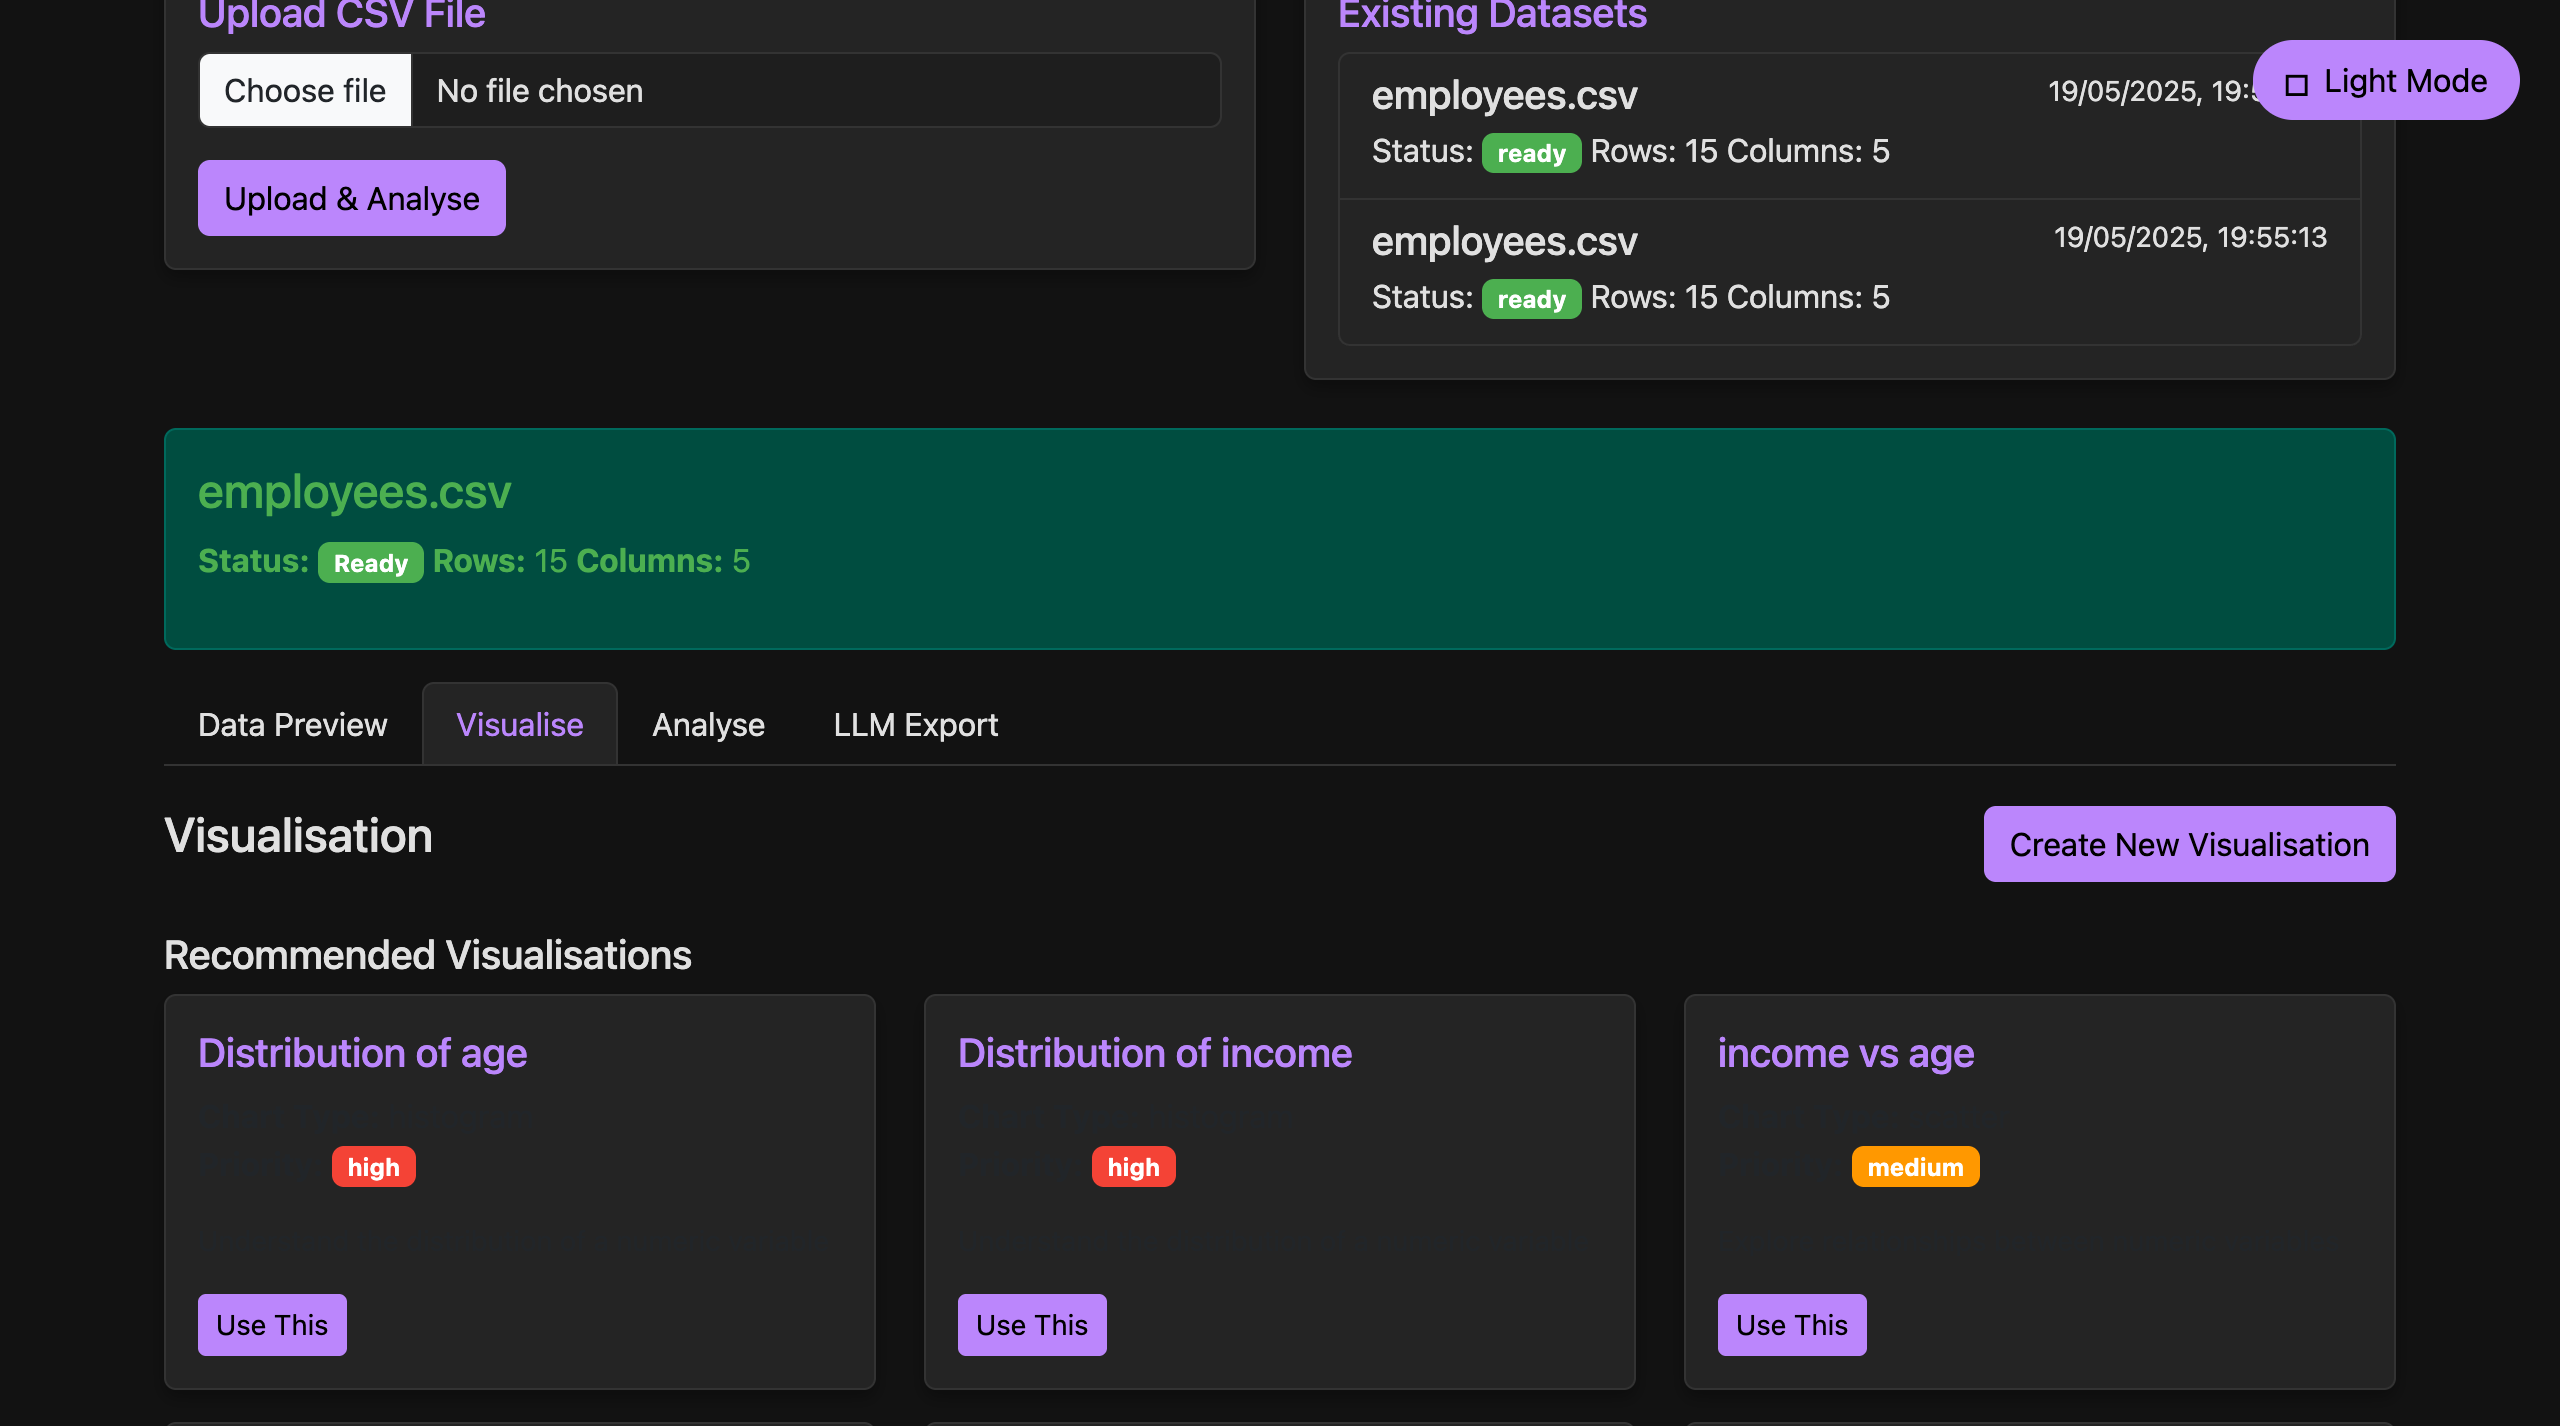 Upload CSV File
Choose file No file chosen
Upload & Analyse
Existing Datasets
employees.csv
19/05/2025, 19:
Light Mode
Status: ready Rows: 15 Columns: 5
employees.csv
19/05/2025, 19:55:13
Status: ready Rows: 15 Columns: 5
employees.csv
Status: Ready Rows: 15 Columns: 5
Data Preview
Visualise
Analyse
LLM Export
Visualisation
Create New Visualisation
Recommended Visualisations
Distribution of age
high
Use This
Distribution of income
high
Use This
income vs age
medium
Use This